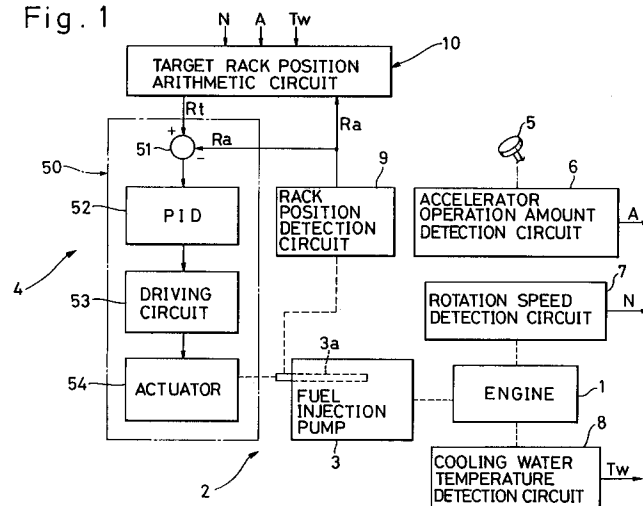 Fig. 1
N A Tw
10
TARGET RACK POSITION
ARITHMETIC CIRCUIT
Rt
Ra
+
51
Ra
-
50
52
PID
4
53
DRIVING
CIRCUIT
54
ACTUATOR
2
9
RACK
POSITION
DETECTION
CIRCUIT
3a
FUEL
INJECTION
PUMP
3
5
6
ACCELERATOR
OPERATION AMOUNT
DETECTION CIRCUIT
A
7
ROTATION SPEED
DETECTION CIRCUIT
N
ENGINE
1
8
COOLING WATER
TEMPERATURE
DETECTION CIRCUIT
Tw